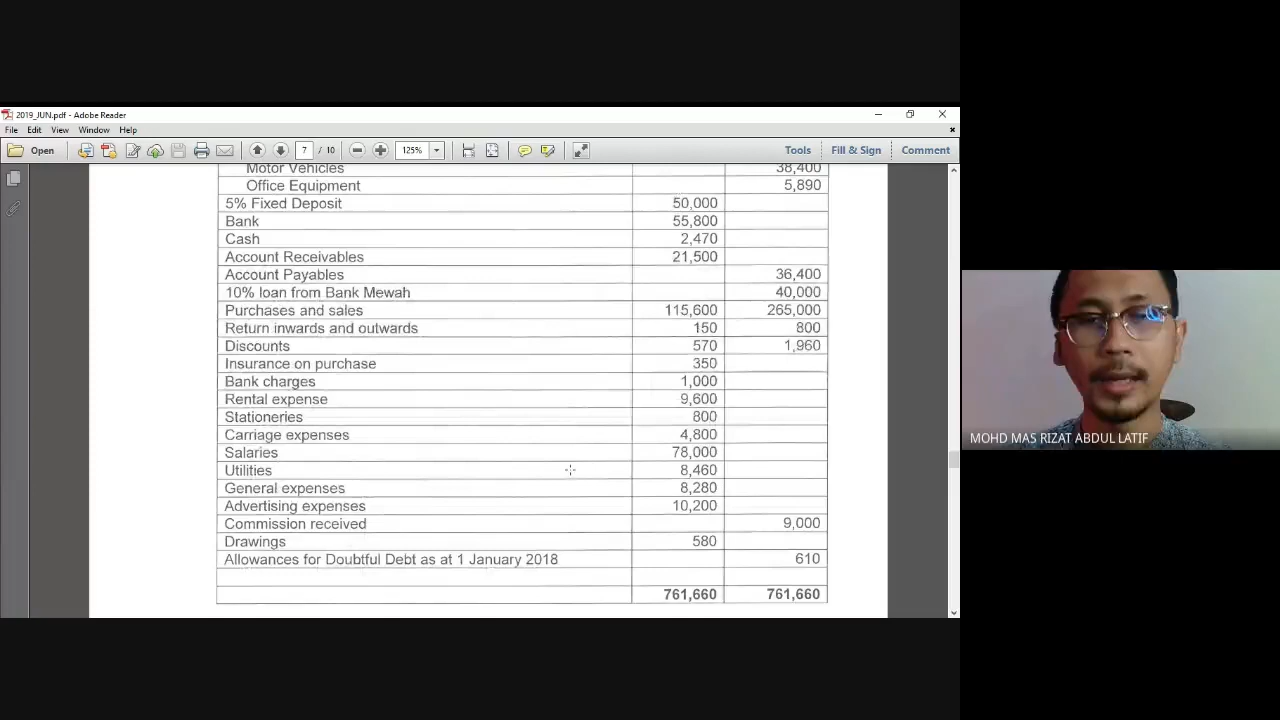 2019_JUN.pdf - Adobe Reader
File Edit View Window Help
Open 7 / 10 125% Tools Fill & Sign Comment
Motor Vehicles 38,400
Office Equipment 5,890
5% Fixed Deposit 50,000
Bank 55,800
Cash 2,470
Account Receivables 21,500
Account Payables 36,400
10% loan from Bank Mewah 40,000
Purchases and sales 115,600 265,000
Return inwards and outwards 150 800
Discounts 570 1,960
Insurance on purchase 350
Bank charges 1,000
Rental expense 9,600
Stationeries 800
Carriage expenses 4,800
Salaries 78,000
Utilities 8,460
General expenses 8,280
Advertising expenses 10,200
Commission received 9,000
Drawings 580
Allowances for Doubtful Debt as at 1 January 2018 610
761,660 761,660
MOHD MAS RIZAT ABDUL LATIF